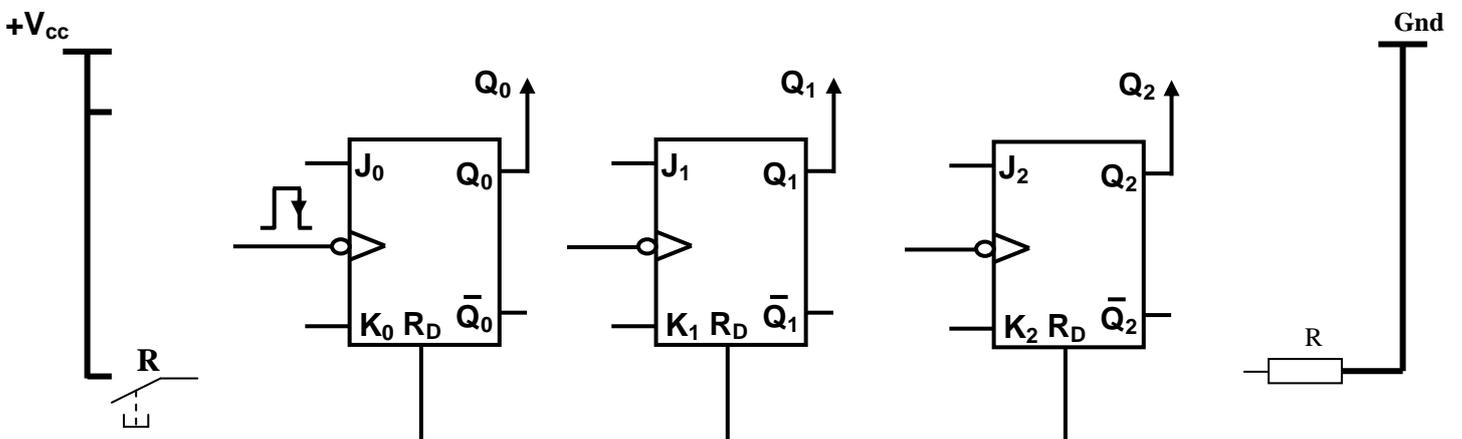 +Vcc
Gnd
Q0
Q1
Q2
J0
Q0
J1
Q1
J2
Q2
K0 RD Q̅0
K1 RD Q̅1
K2 RD Q̅2
R
R